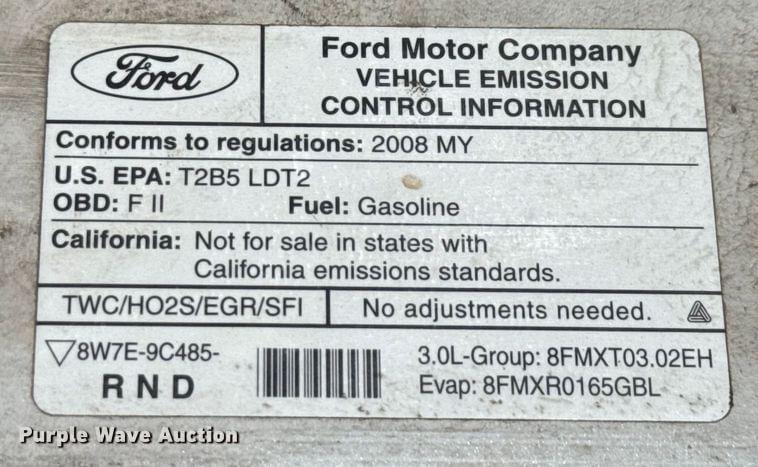 Ford
Ford Motor Company
VEHICLE EMISSION
CONTROL INFORMATION
Conforms to regulations: 2008 MY
U.S. EPA: T2B5 LDT2
OBD: F II Fuel: Gasoline
California: Not for sale in states with
California emissions standards.
TWC/HO2S/EGR/SFI No adjustments needed.
8W7E-9C485-
RND
3.0L-Group: 8FMXT03.02EH
Evap: 8FMXR0165GBL
Purple Wave Auction